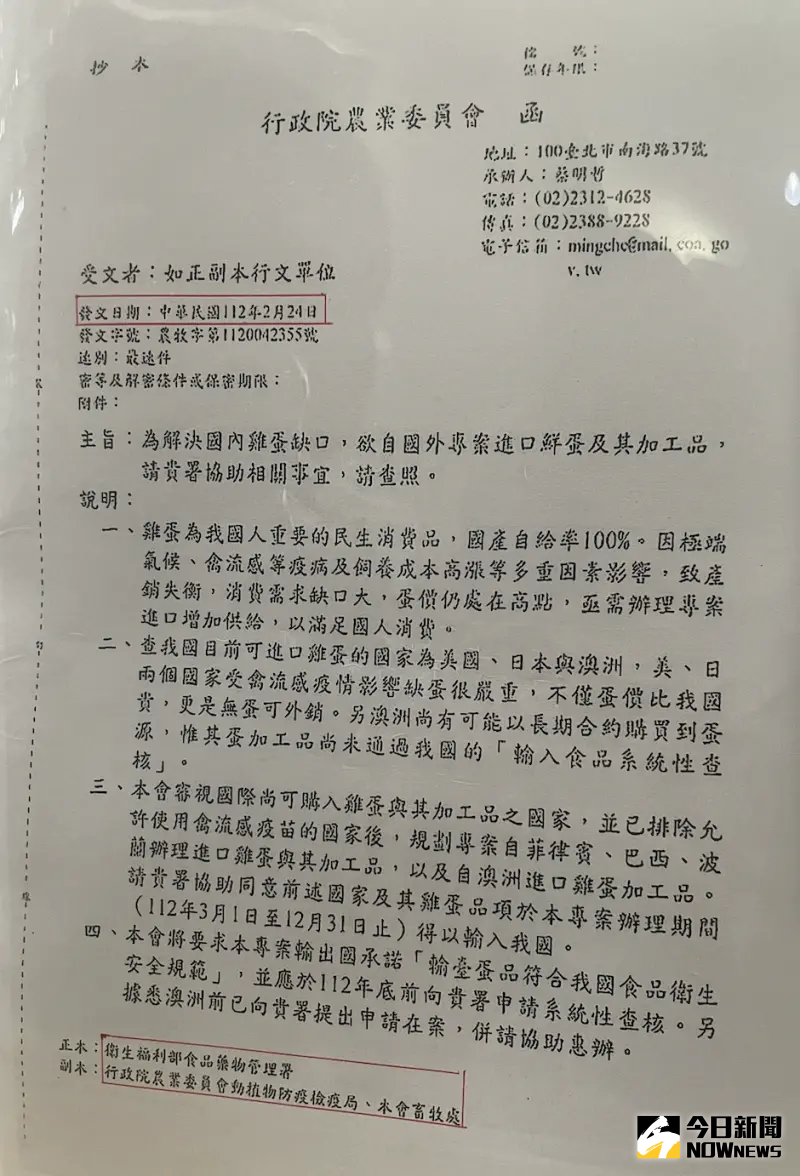 抄本
檔　號：
保存年限：
行政院農業委員會　函
地址：100臺北市南海路37號
承辦人：蔡明哲
電話：(02)2312-4628
傳真：(02)2388-9228
電子信箱：mingche@mail.coa.go
v.tw
受文者：如正副本行文單位
發文日期：中華民國112年2月24日
發文字號：農牧字第1120042355號
速別：最速件
密等及解密條件或保密期限：
附件：
主旨：為解決國內雞蛋缺口，欲自國外專案進口鮮蛋及其加工品，
請貴署協助相關事宜，請查照。
說明：
一、雞蛋為我國人重要的民生消費品，國產自給率100%。因極端
氣候、禽流感等疫病及飼養成本高漲等多重因素影響，致產
銷失衡，消費需求缺口大，蛋價仍處在高點，亟需辦理專案
進口增加供給，以滿足國人消費。
二、查我國目前可進口雞蛋的國家為美國、日本與澳洲，美、日
兩個國家受禽流感疫情影響缺蛋很嚴重，不僅蛋價比我國
貴，更是無蛋可外銷。另澳洲尚有可能以長期合約購買到蛋
源，惟其蛋加工品尚未通過我國的「輸入食品系統性查
核」。
三、本會審視國際尚可購入雞蛋與其加工品之國家，並已排除允
許使用禽流感疫苗的國家後，規劃專案自菲律賓、巴西、波
蘭辦理進口雞蛋與其加工品，以及自澳洲進口雞蛋加工品。
請貴署協助同意前述國家及其雞蛋品項於本專案辦理期間
（112年3月1日至12月31日止）得以輸入我國。
四、本會將要求本專案輸出國承諾「輸臺蛋品符合我國食品衛生
安全規範」，並應於112年底前向貴署申請系統性查核。另
據悉澳洲前已向貴署提出申請在案，併請協助惠辦。
正本：衛生福利部食品藥物管理署
副本：行政院農業委員會動植物防疫檢疫局、本會畜牧處
裝
訂
線
今日新聞
NOWNEWS